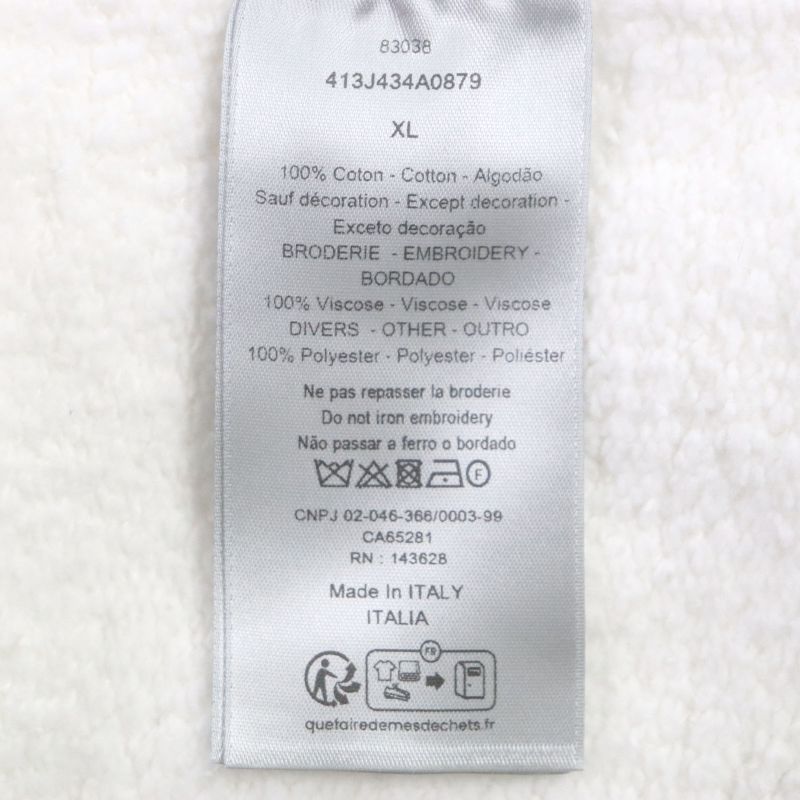 83038
413J434A0879
XL
100% Coton - Cotton - Algodão
Sauf décoration - Except decoration -
Exceto decoração
BRODERIE - EMBROIDERY -
BORDADO
100% Viscose - Viscose - Viscose
DIVERS - OTHER - OUTRO
100% Polyester - Polyester - Poliéster
Ne pas repasser la broderie
Do not iron embroidery
Não passar a ferro o bordado
F
CNPJ 02-046-366/0003-99
CA65281
RN : 143628
Made In ITALY
ITALIA
FR
quefairedemesdechets.fr